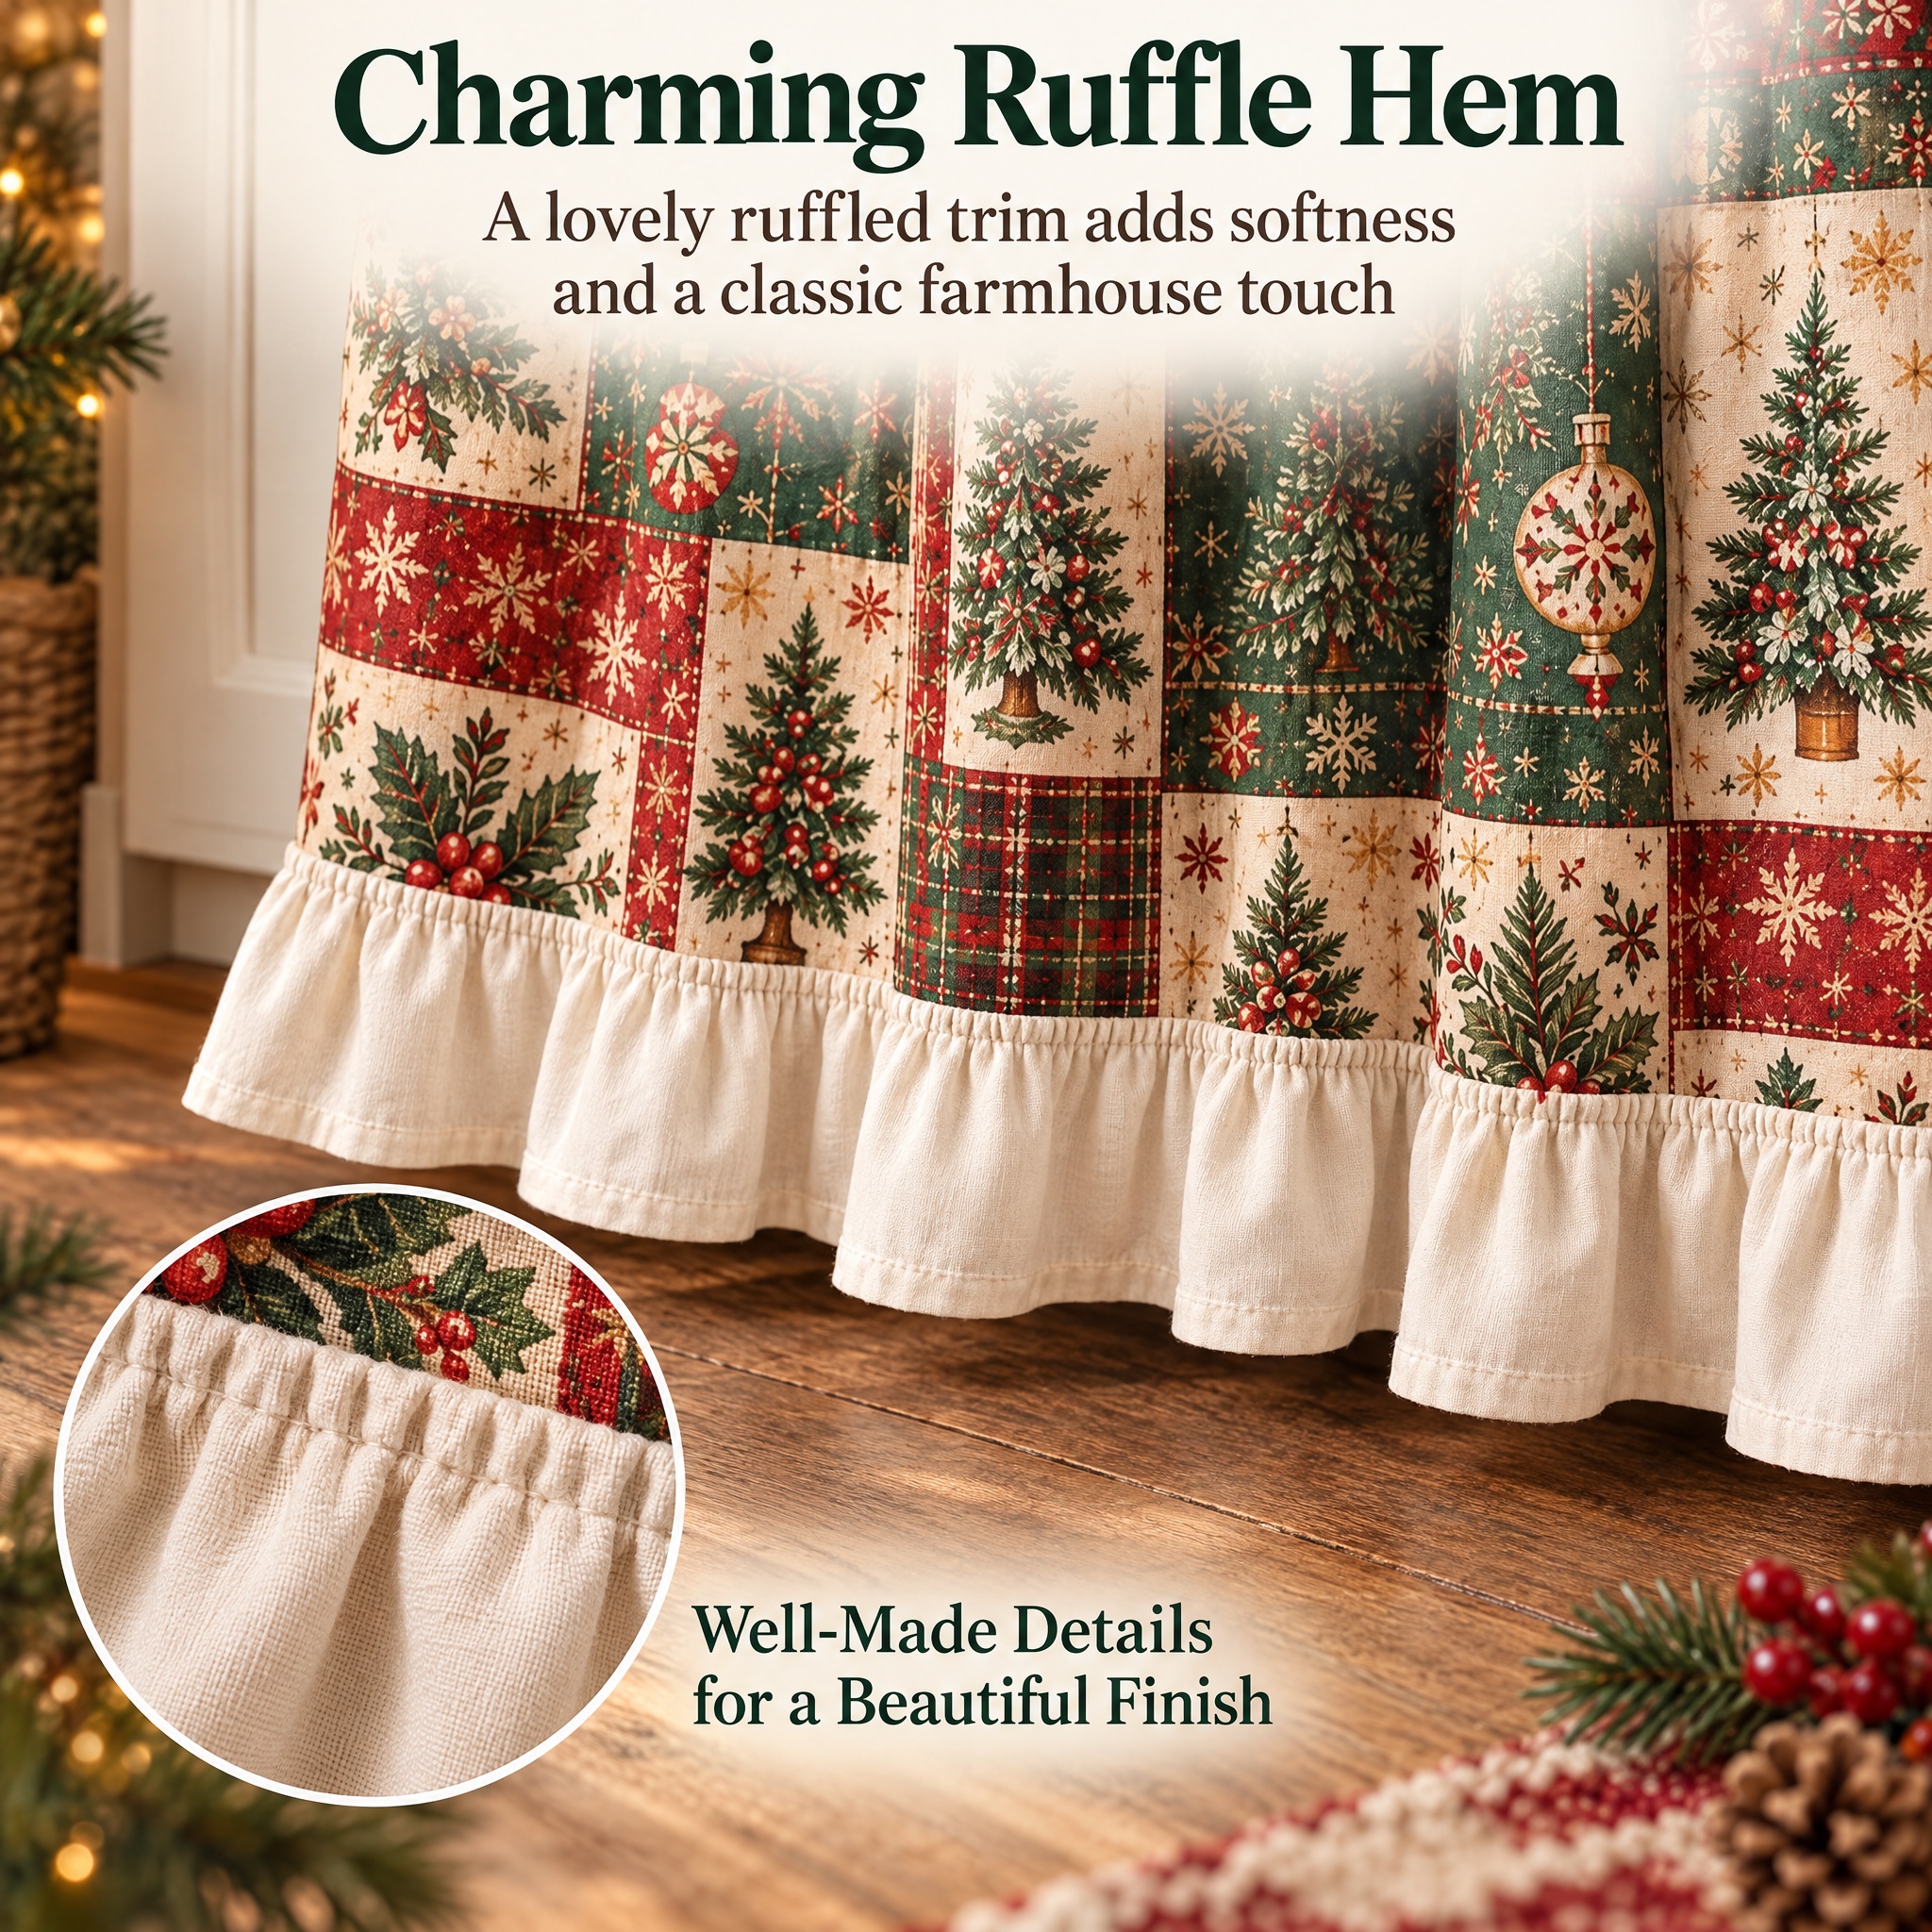 Charming Ruffle Hem
A lovely ruffled trim adds softness
and a classic farmhouse touch
Well-Made Details
for a Beautiful Finish